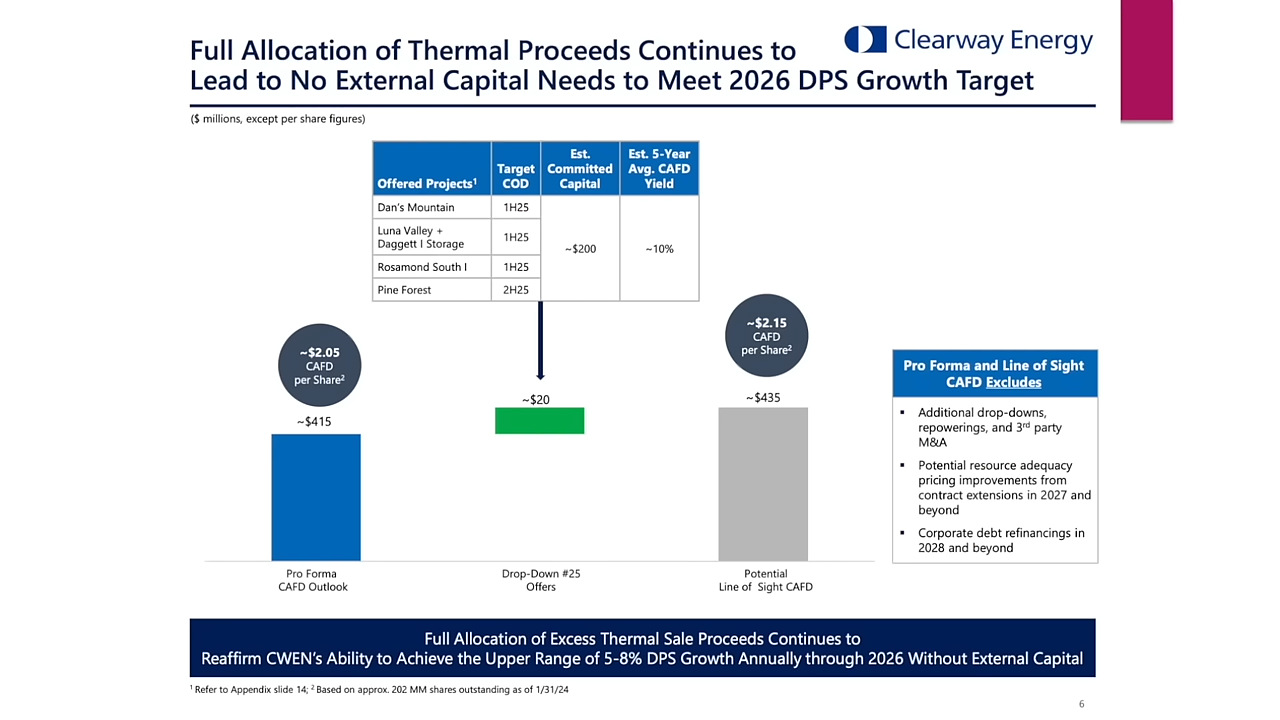 Full Allocation of Thermal Proceeds Continues to
Lead to No External Capital Needs to Meet 2026 DPS Growth Target
Clearway Energy
($ millions, except per share figures)
Offered Projects¹ Target COD Est. Committed Capital Est. 5-Year Avg. CAFD Yield
Dan's Mountain 1H25
Luna Valley +
Daggett I Storage 1H25
~$200 ~10%
Rosamond South I 1H25
Pine Forest 2H25
~$2.05
CAFD
per Share²
~$415
~$20
~$2.15
CAFD
per Share²
~$435
Pro Forma
CAFD Outlook
Drop-Down #25
Offers
Potential
Line of Sight CAFD
Pro Forma and Line of Sight
CAFD Excludes
▪ Additional drop-downs,
repowerings, and 3rd party
M&A
▪ Potential resource adequacy
pricing improvements from
contract extensions in 2027 and
beyond
▪ Corporate debt refinancings in
2028 and beyond
Full Allocation of Excess Thermal Sale Proceeds Continues to
Reaffirm CWEN's Ability to Achieve the Upper Range of 5-8% DPS Growth Annually through 2026 Without External Capital
¹ Refer to Appendix slide 14; ² Based on approx. 202 MM shares outstanding as of 1/31/24
6